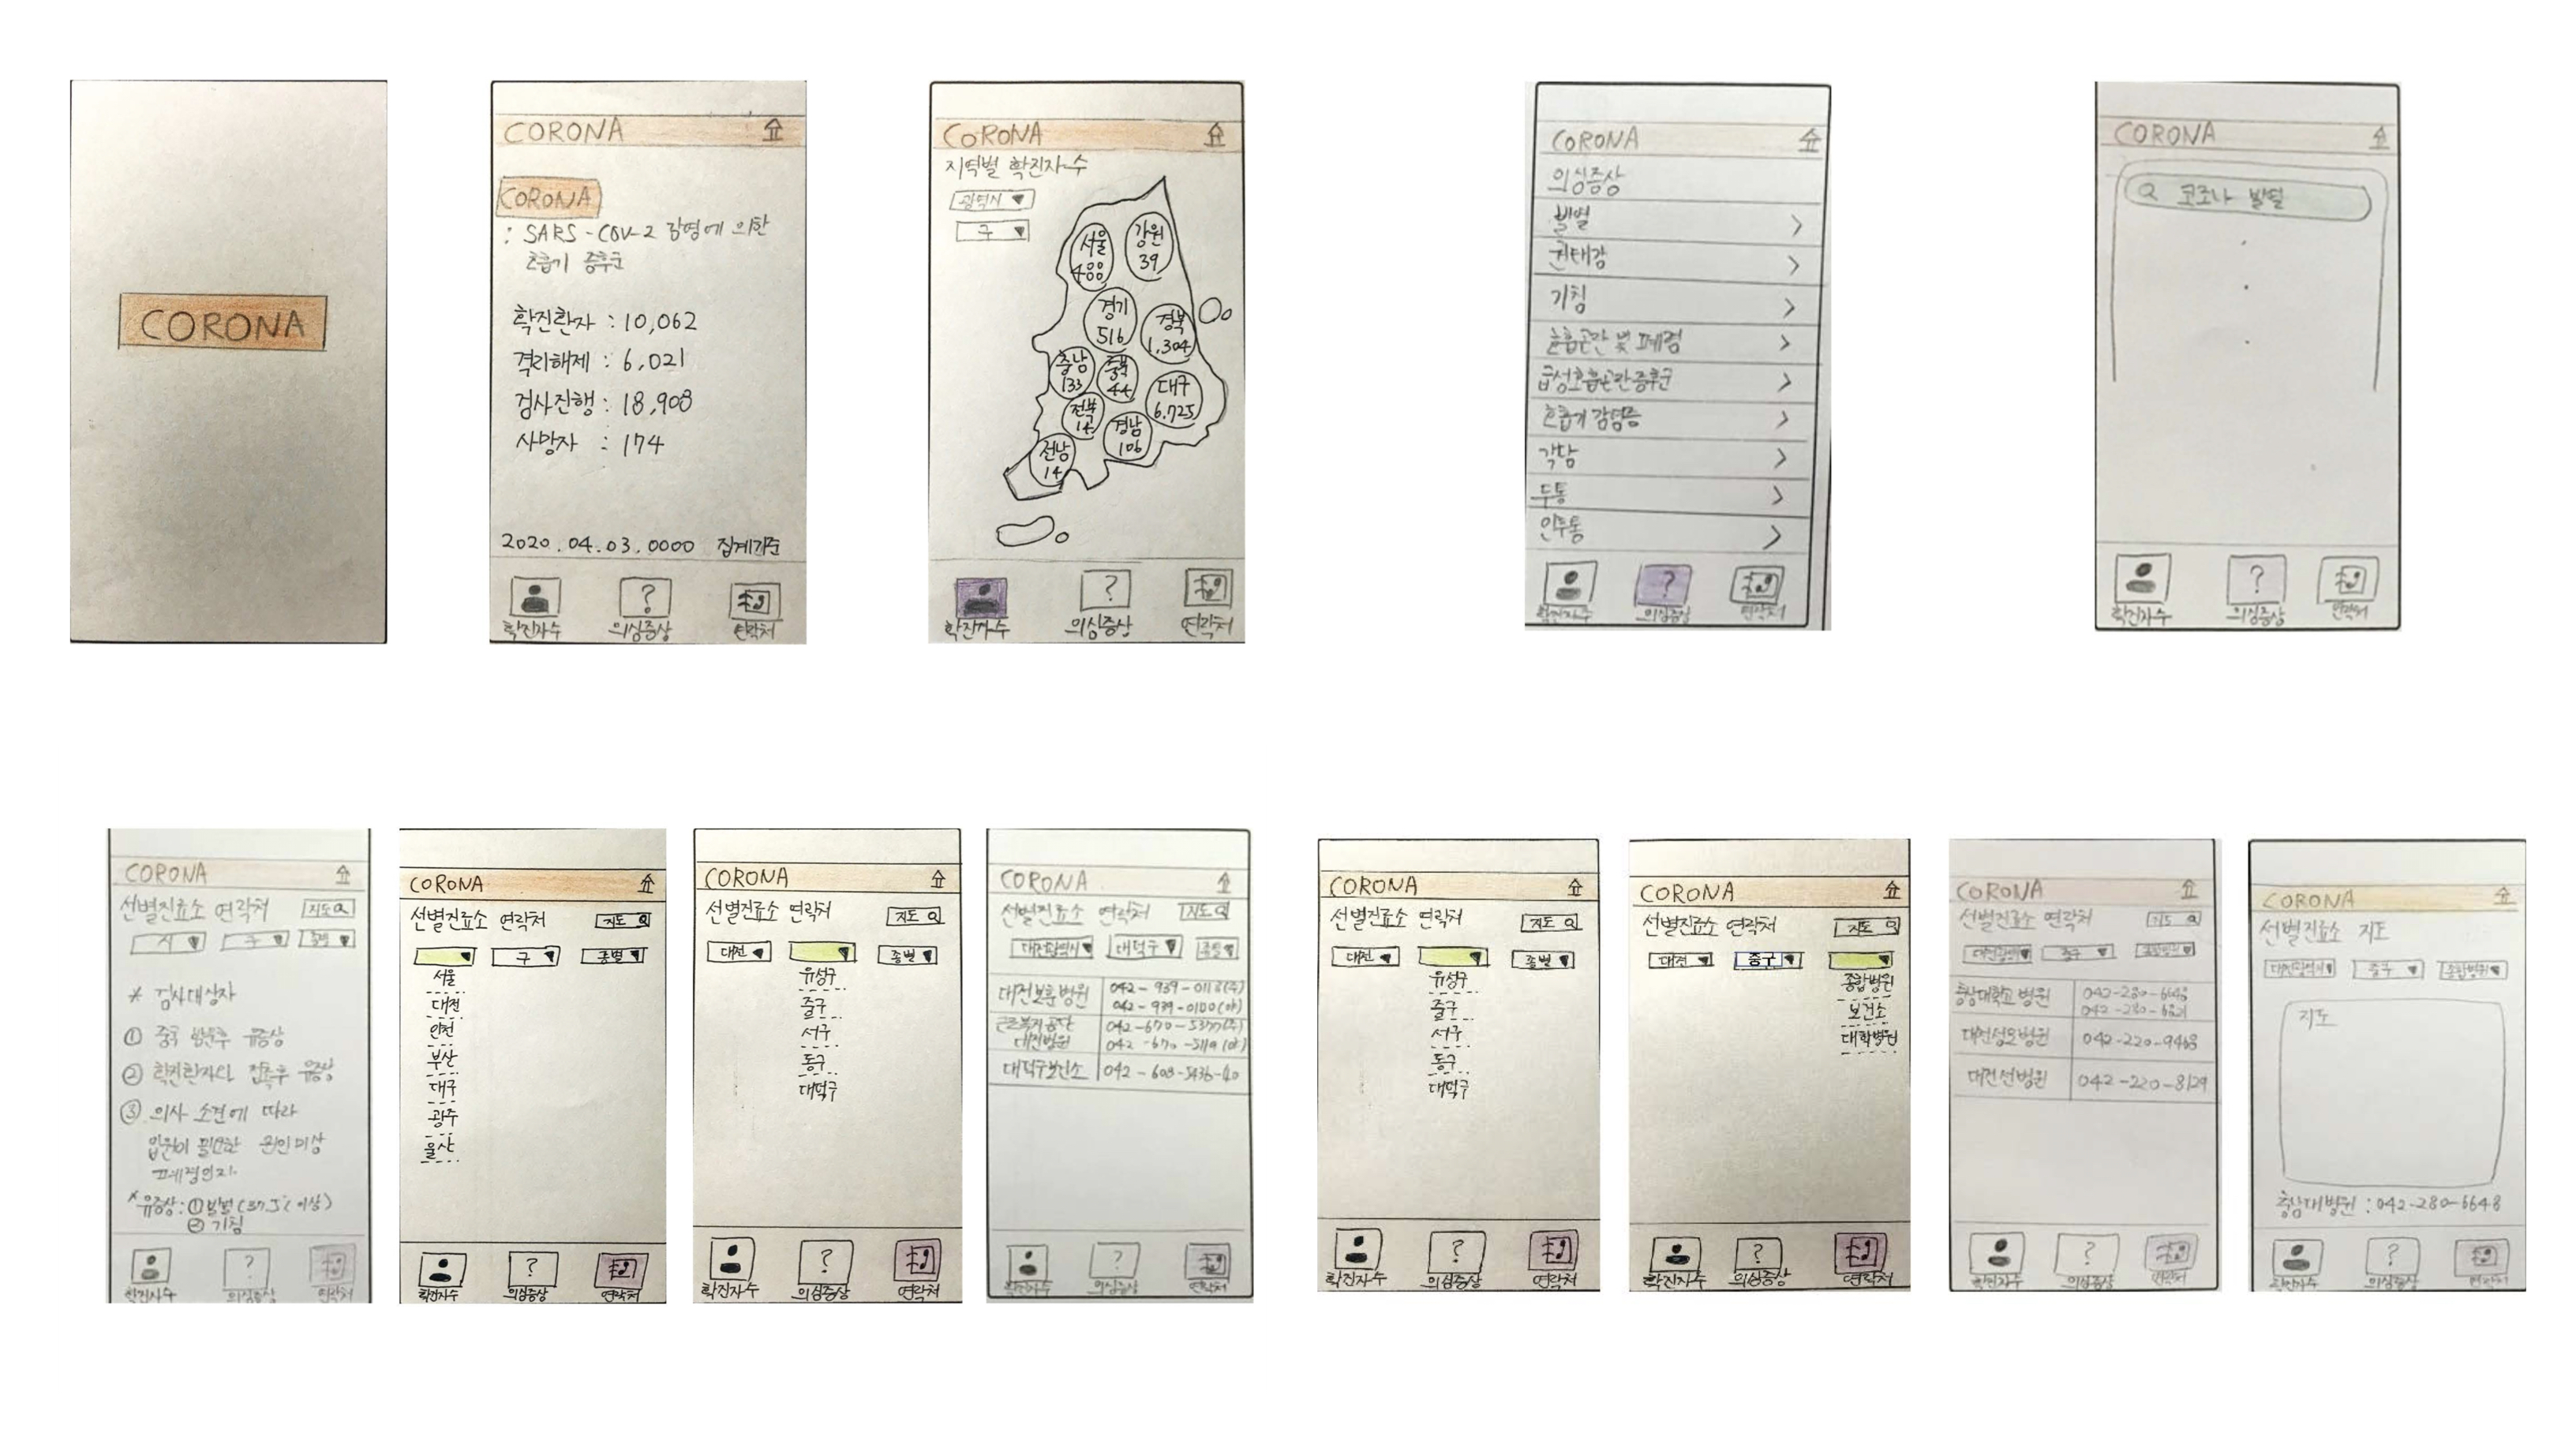 CORONA
CORONA
CORONA
: SARS-COV-2 감염에 의한
호흡기 증후군
확진환자 : 10,062
격리해제 : 6,021
검사진행 : 18,908
사망자 : 174
2020.04.03.0000 집계기준
확진자수 의심증상 연락처
CORONA
지역별 확진자수
광역시 ▼
구 ▼
서울
488
강원
39
경기
516
경북
1,304
충남
133
충북
44
대구
6,725
전북
14
경남
106
전남
14
확진자수 의심증상 연락처
CORONA
의심증상
발열 >
권태감 >
기침 >
호흡곤란 및 폐렴 >
급성호흡곤란증후군 >
호흡기 감염증
각담 >
두통 >
인두통 >
확진자수 의심증상 연락처
CORONA
코로나 발열
확진자수 의심증상 연락처
CORONA
선별진료소 연락처 지도
시 ▼ 구 ▼ 종별 ▼
* 검사대상자
① 중국 방문후 유증상
② 확진환자와 접촉후 유증상
③ 의사 소견에 따라
입원이 필요한 원인미상
폐렴인자
*유증상: ①발열(37.5℃이상)
② 기침
확진자수 의심증상 연락처
CORONA
선별진료소 연락처 지도
▼ 구 ▼ 종별 ▼
서울
대전
인천
부산
대구
광주
울산
확진자수 의심증상 연락처
CORONA
선별진료소 연락처 지도
대전 ▼ ▼ 종별 ▼
유성구
중구
서구
동구
대덕구
확진자수 의심증상 연락처
CORONA
선별진료소 연락처 지도
대전광역시 ▼ 대덕구 ▼ 종별 ▼
대전보훈병원 042-939-0118(주)
042-939-0100(야)
근로복지공단 042-670-5377(주)
대전병원 042-670-5119(야)
대덕구보건소 042-608-5436-40
확진자수 의심증상 연락처
CORONA
선별진료소 연락처 지도
대전 ▼ ▼ 종별 ▼
유성구
중구
서구
동구
대덕구
확진자수 의심증상 연락처
CORONA
선별진료소 연락처 지도
대전 ▼ 중구 ▼ ▼
종합병원
보건소
대학병원
확진자수 의심증상 연락처
CORONA
선별진료소 연락처 지도
대전광역시 ▼ 중구 ▼ 종합병원 ▼
충남대학교 병원 042-280-6648
042-280-6821
대전성모병원 042-220-9468
대전선병원 042-220-8129
확진자수 의심증상 연락처
CORONA
선별진료소 지도
대전광역시 ▼ 중구 ▼ 종합병원 ▼
지도
충남대병원 : 042-280-6648
확진자수 의심증상 연락처